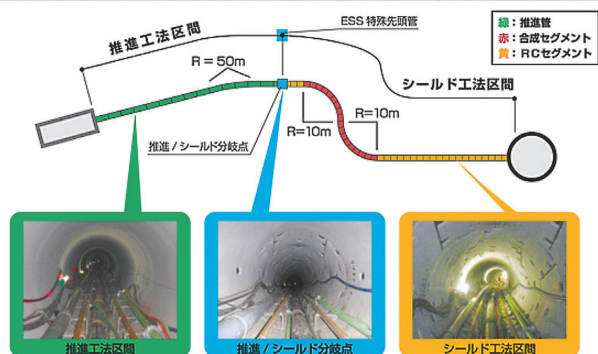 ESS 特殊先頭管
緑：推進管
赤：合成セグメント
黄：RCセグメント
推進工法区間
R＝50m
シールド工法区間
R=10m
R=10m
推進/シールド分岐点
推進工法区間
推進/シールド分岐点
シールド工法区間